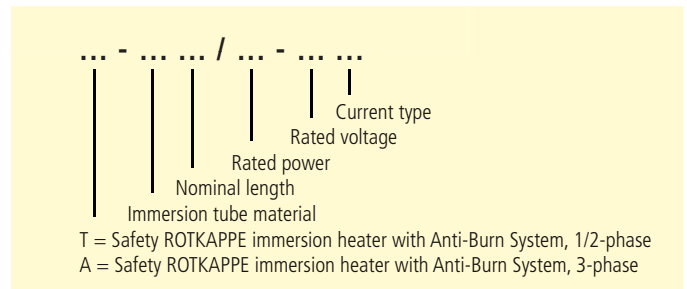 ... - ... ... / ... - ... ...
Current type
Rated voltage
Rated power
Nominal length
Immersion tube material
T = Safety ROTKAPPE immersion heater with Anti-Burn System, 1/2-phase
A = Safety ROTKAPPE immersion heater with Anti-Burn System, 3-phase